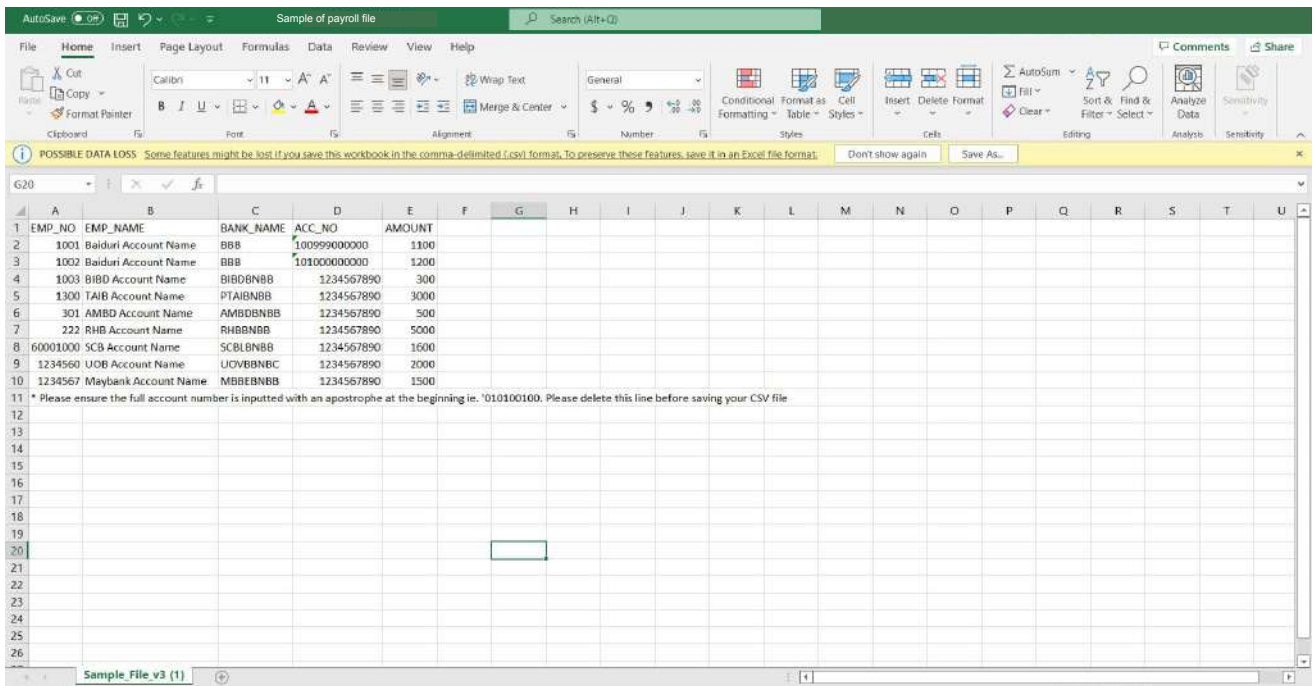 AutoSave Off Sample of payroll file Search (Alt+Q)
File Home Insert Page Layout Formulas Data Review View Help Comments Share
Cut
Copy
Format Painter
Paste
Calibri 11 A A
B I U A
Wrap Text
Merge & Center
General
$ % 9
Conditional Formatting
Format as Table
Cell Styles
Insert Delete Format
AutoSum
Fill
Clear
Sort & Filter
Find & Select
Analyze Data
Sensitivity
Clipboard Font Alignment Number Styles Cells Editing Analysis Sensitivity
POSSIBLE DATA LOSS Some features might be lost if you save this workbook in the comma-delimited (.csv) format. To preserve these features, save it in an Excel file format. Don't show again Save As...
G20 fx
A B C D E F G H I J K L M N O P Q R S T U
1 EMP_NO EMP_NAME BANK_NAME ACC_NO AMOUNT
2 1001 Baiduri Account Name BBB 100999000000 1100
3 1002 Baiduri Account Name BBB 101000000000 1200
4 1003 BIBD Account Name BIBDBNBB 1234567890 300
5 1300 TAIB Account Name PTAIBNBB 1234567890 3000
6 301 AMBD Account Name AMBDBNBB 1234567890 500
7 222 RHB Account Name RHBBNBB 1234567890 5000
8 60001000 SCB Account Name SCBLBNBB 1234567890 1600
9 1234560 UOB Account Name UOVBBNBC 1234567890 2000
10 1234567 Maybank Account Name MBBEBNBB 1234567890 1500
11 * Please ensure the full account number is inputted with an apostrophe at the beginning ie. '010100100. Please delete this line before saving your CSV file
12
13
14
15
16
17
18
19
20
21
22
23
24
25
26
Sample_File_v3 (1)